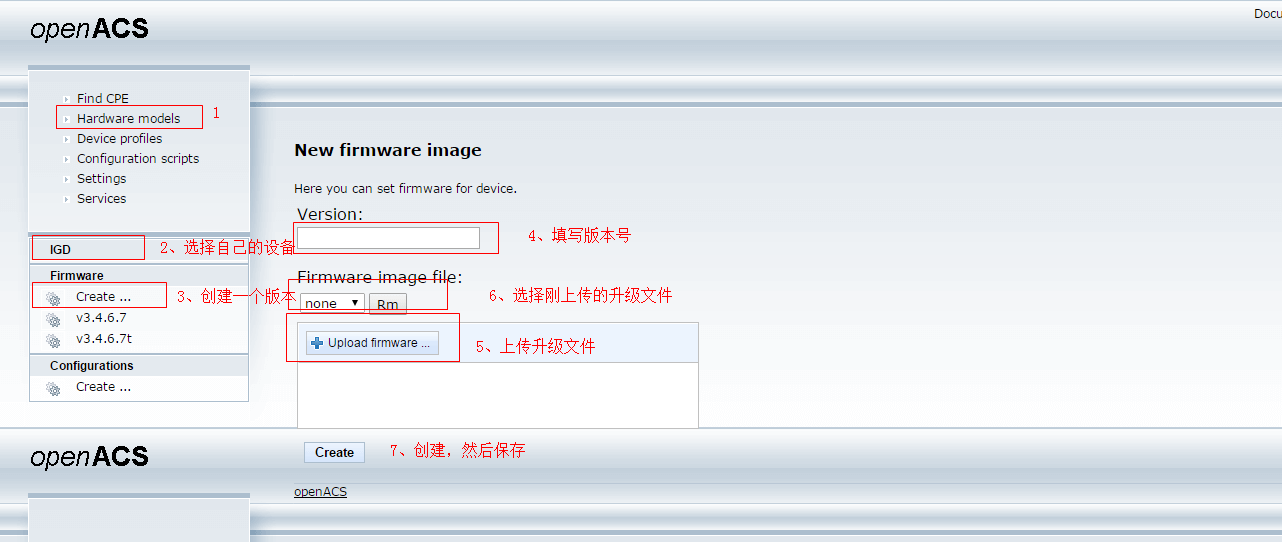 openACS
Docu
Find CPE
Hardware models
1
Device profiles
Configuration scripts
Settings
Services
IGD
2、选择自己的设备
Firmware
Create ...
3、创建一个版本
v3.4.6.7
v3.4.6.7t
Configurations
Create ...
New firmware image
Here you can set firmware for device.
Version:
4、填写版本号
Firmware image file:
none
Rm
6、选择刚上传的升级文件
Upload firmware ...
5、上传升级文件
Create
7、创建，然后保存
openACS
openACS